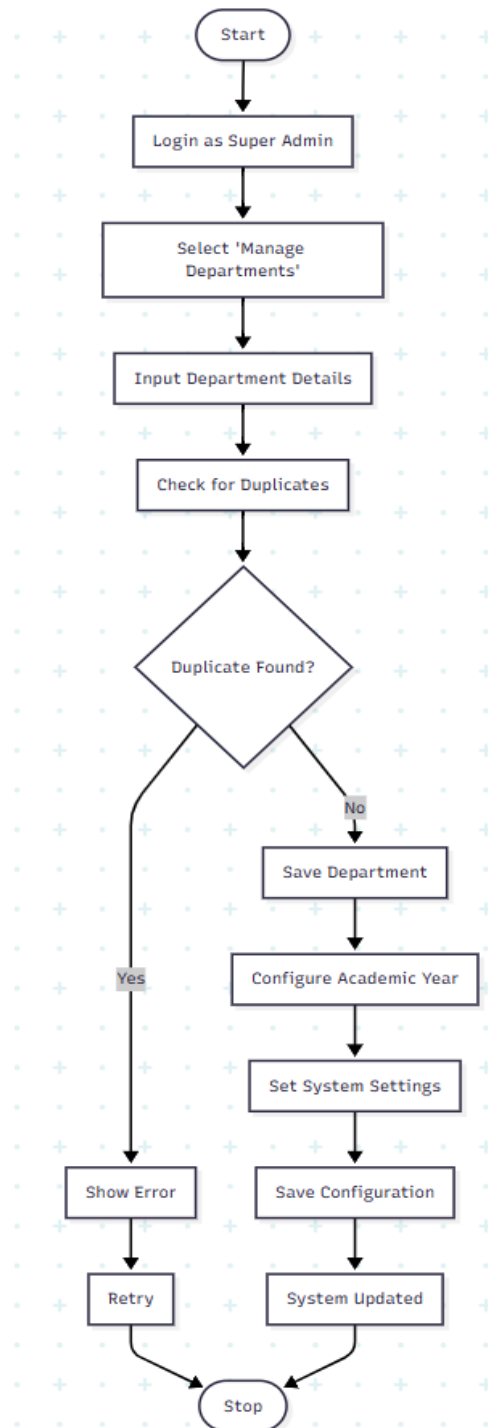 Start
Login as Super Admin
Select 'Manage
Departments'
Input Department Details
Check for Duplicates
Duplicate Found?
No
Save Department
Yes
Configure Academic Year
Set System Settings
Show Error
Save Configuration
Retry
System Updated
Stop